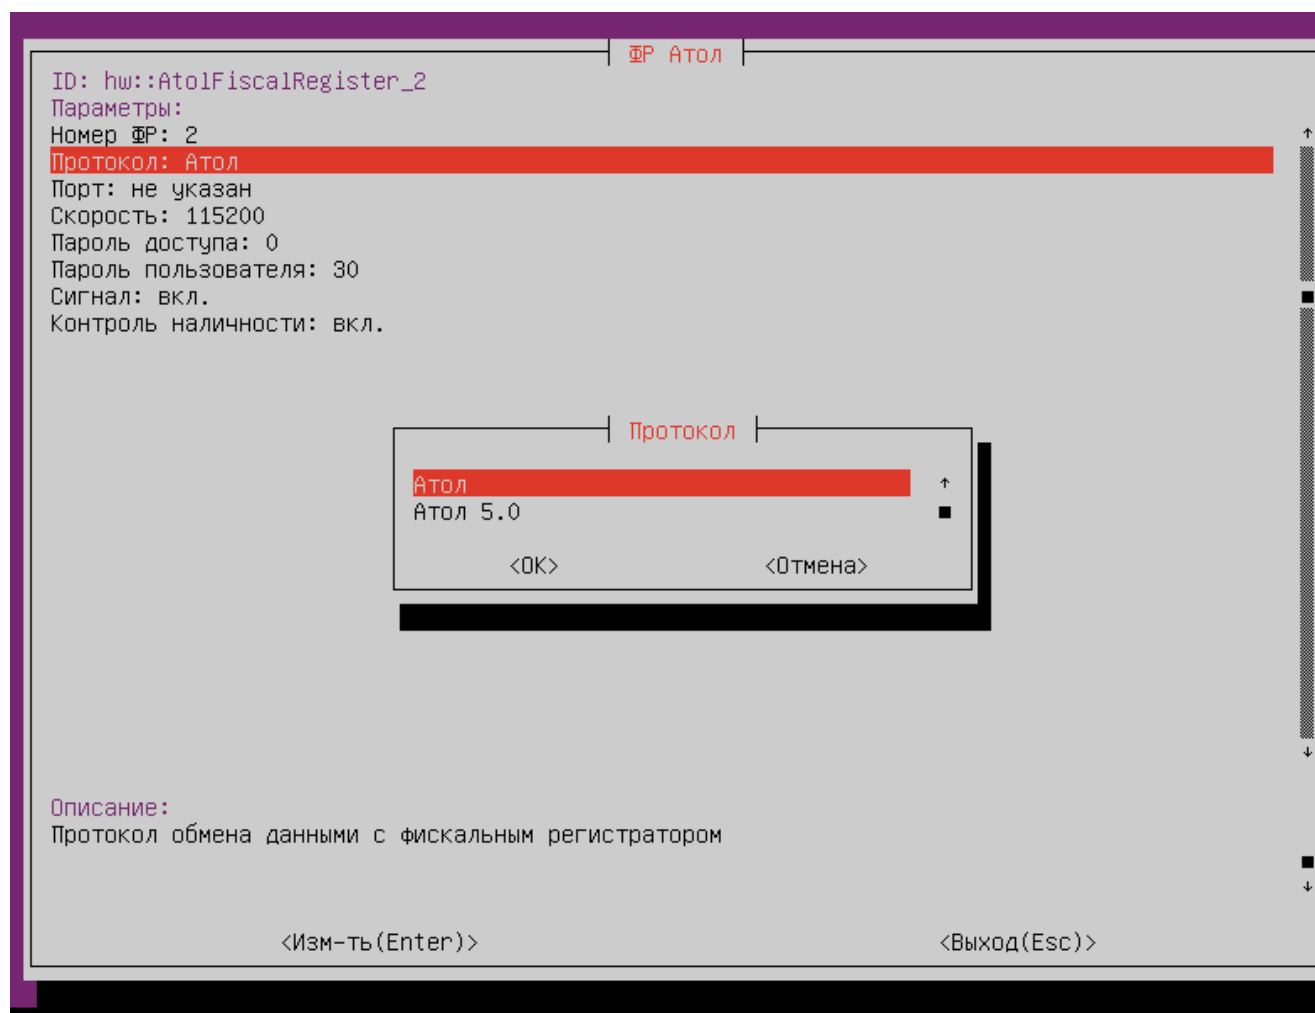 ФР Атол
ID: hw::AtolFiscalRegister_2
Параметры:
Номер ФР: 2
Протокол: Атол
Порт: не указан
Скорость: 115200
Пароль доступа: 0
Пароль пользователя: 30
Сигнал: вкл.
Контроль наличности: вкл.
Протокол
Атол
Атол 5.0
<OK> <Отмена>
Описание:
Протокол обмена данными с фискальным регистратором
<Изм-ть(Enter)> <Выход(Esc)>